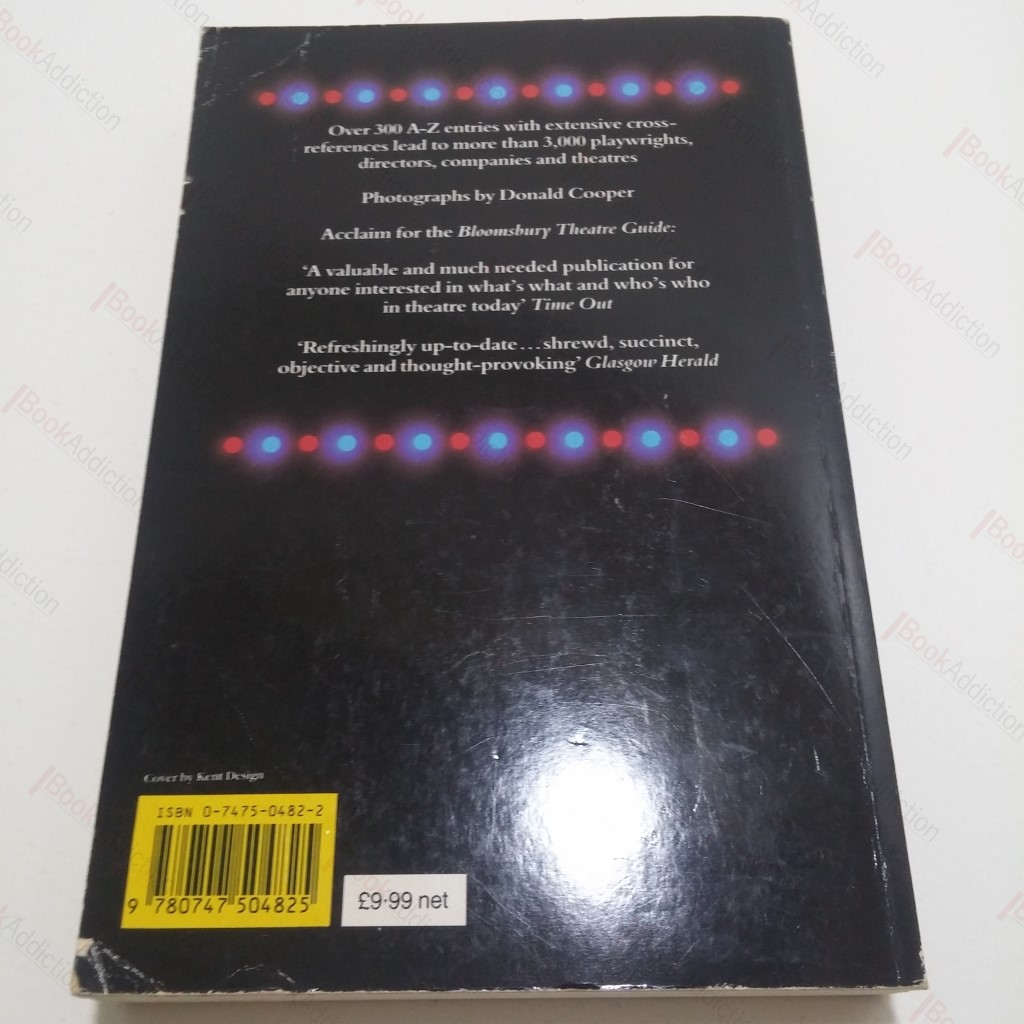 Over 300 A-Z entries with extensive cross-
references lead to more than 3,000 playwrights,
directors, companies and theatres
Photographs by Donald Cooper
Acclaim for the Bloomsbury Theatre Guide:
'A valuable and much needed publication for
anyone interested in what's what and who's who
in theatre today' Time Out
'Refreshingly up-to-date...shrewd, succinct,
objective and thought-provoking' Glasgow Herald
Cover by Kent Design
ISBN 0-7475-0482-2
9 780747 504825
£9·99 net
BookAddiction